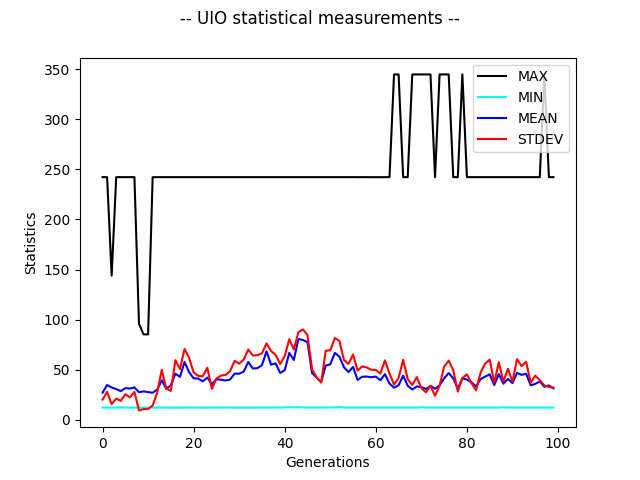 -- UIO statistical measurements --
350
300
250
200
150
100
50
0
Statistics
MAX
MIN
MEAN
STDEV
0
20
40
60
80
100
Generations